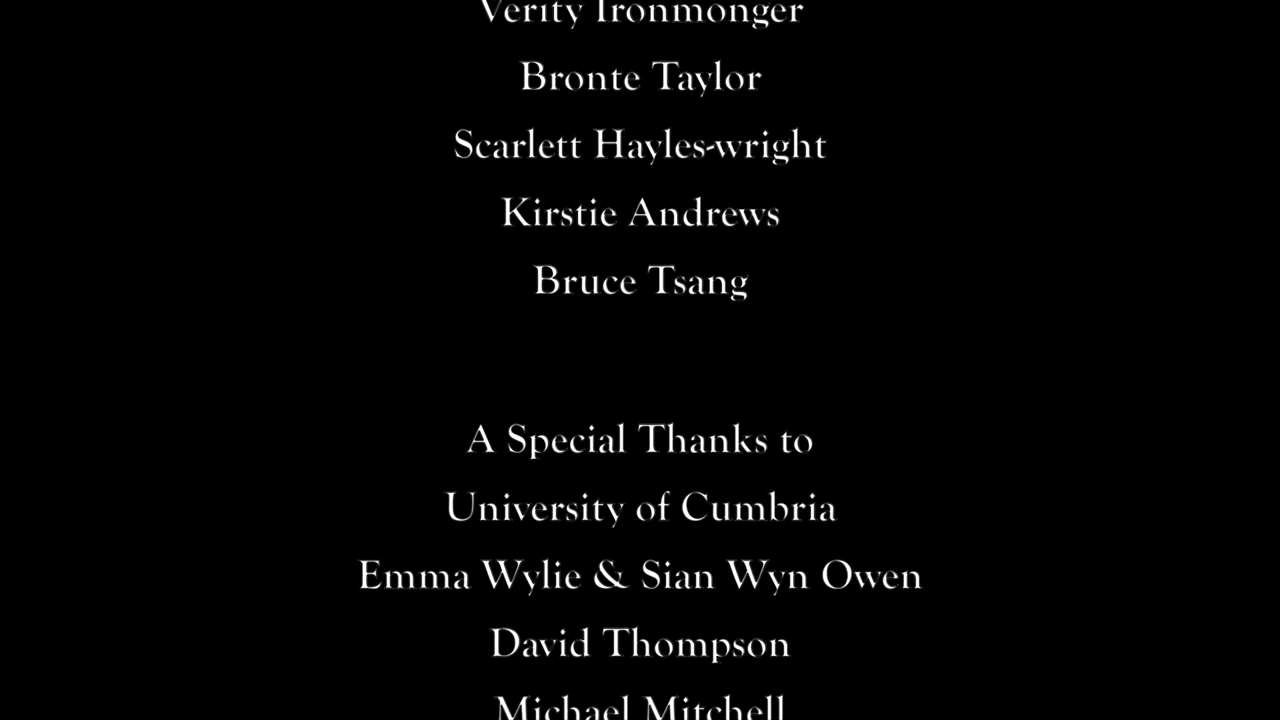 Verity Ironmonger
Bronte Taylor
Scarlett Hayles-wright
Kirstie Andrews
Bruce Tsang
A Special Thanks to
University of Cumbria
Emma Wylie & Sian Wyn Owen
David Thompson
Michael Mitchell